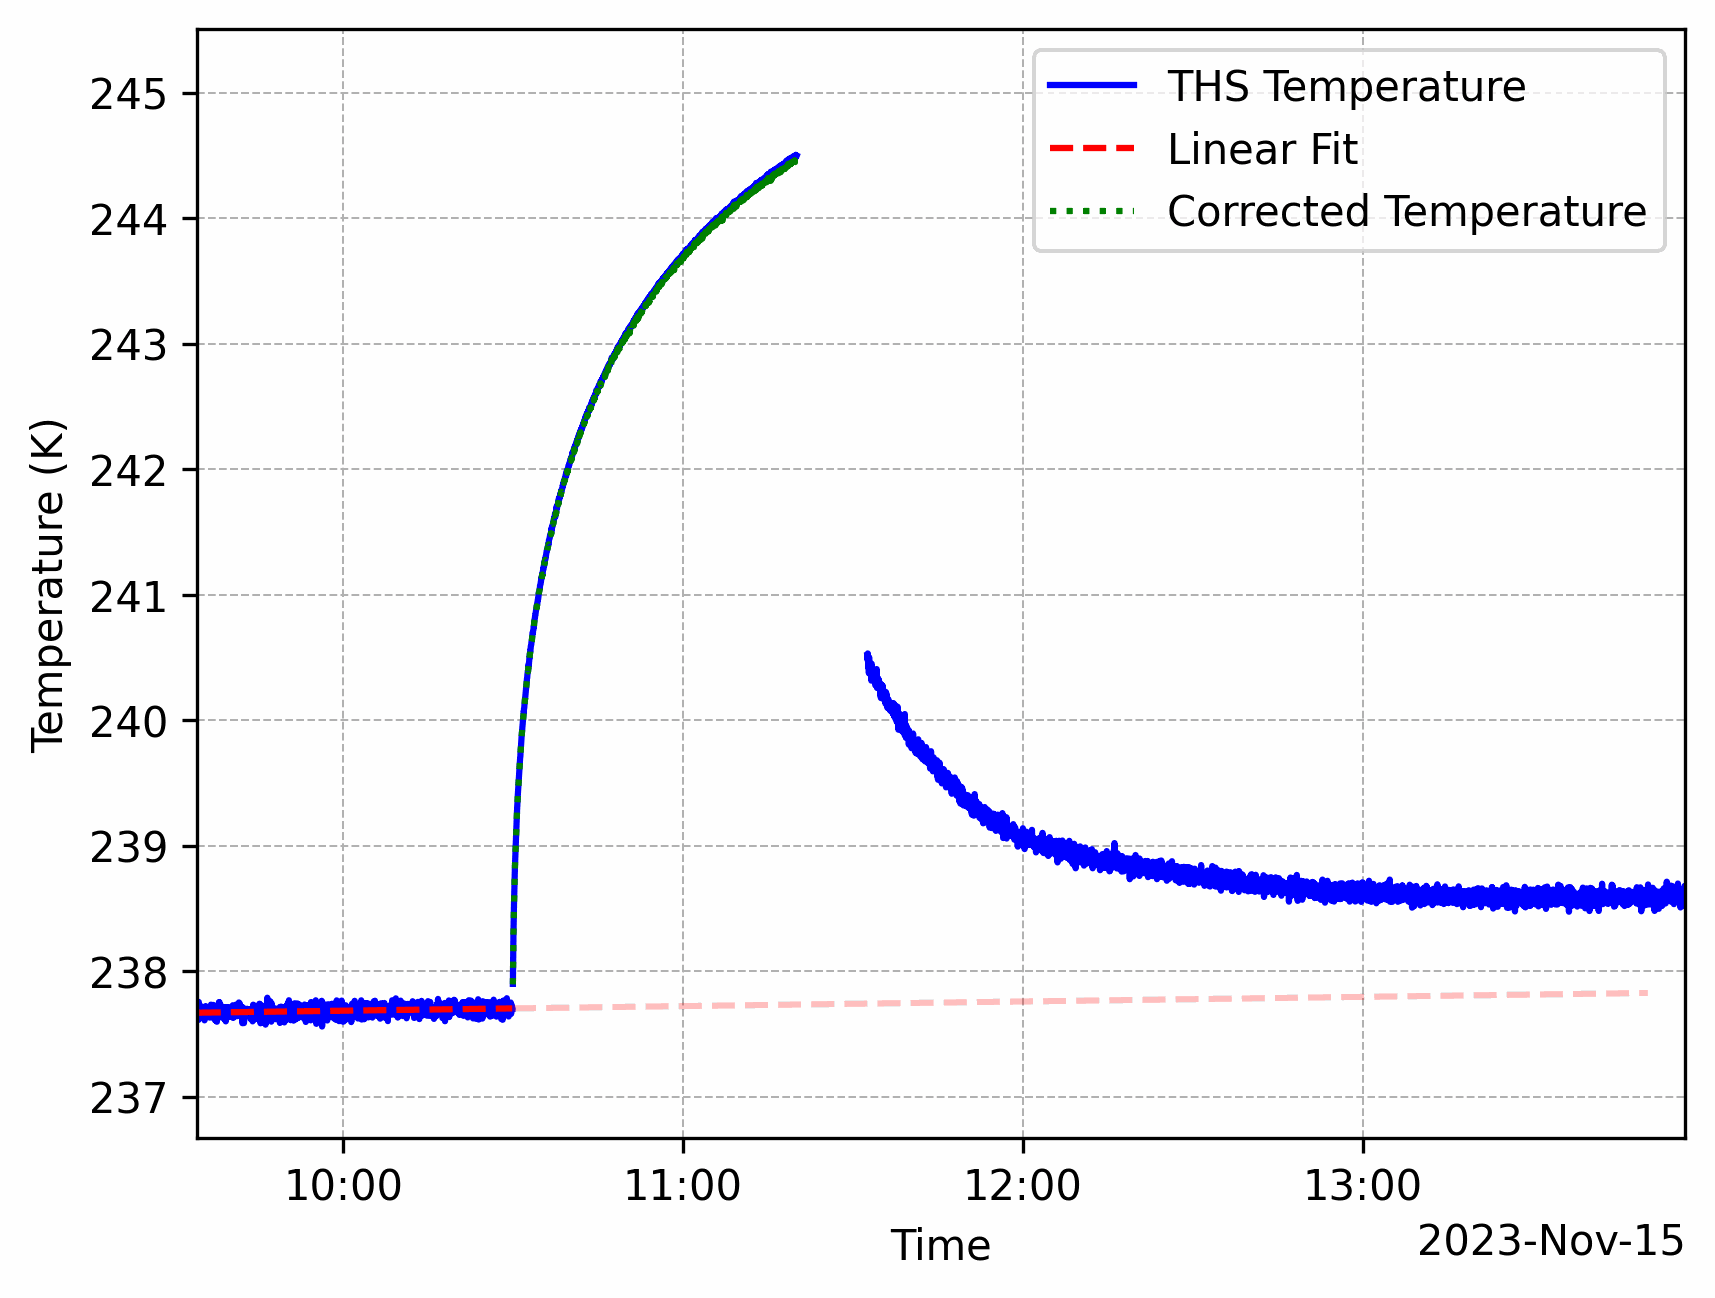 245
244
243
242
241
240
239
238
237
Temperature (K)
THS Temperature
Linear Fit
Corrected Temperature
10:00
11:00
12:00
13:00
Time
2023-Nov-15